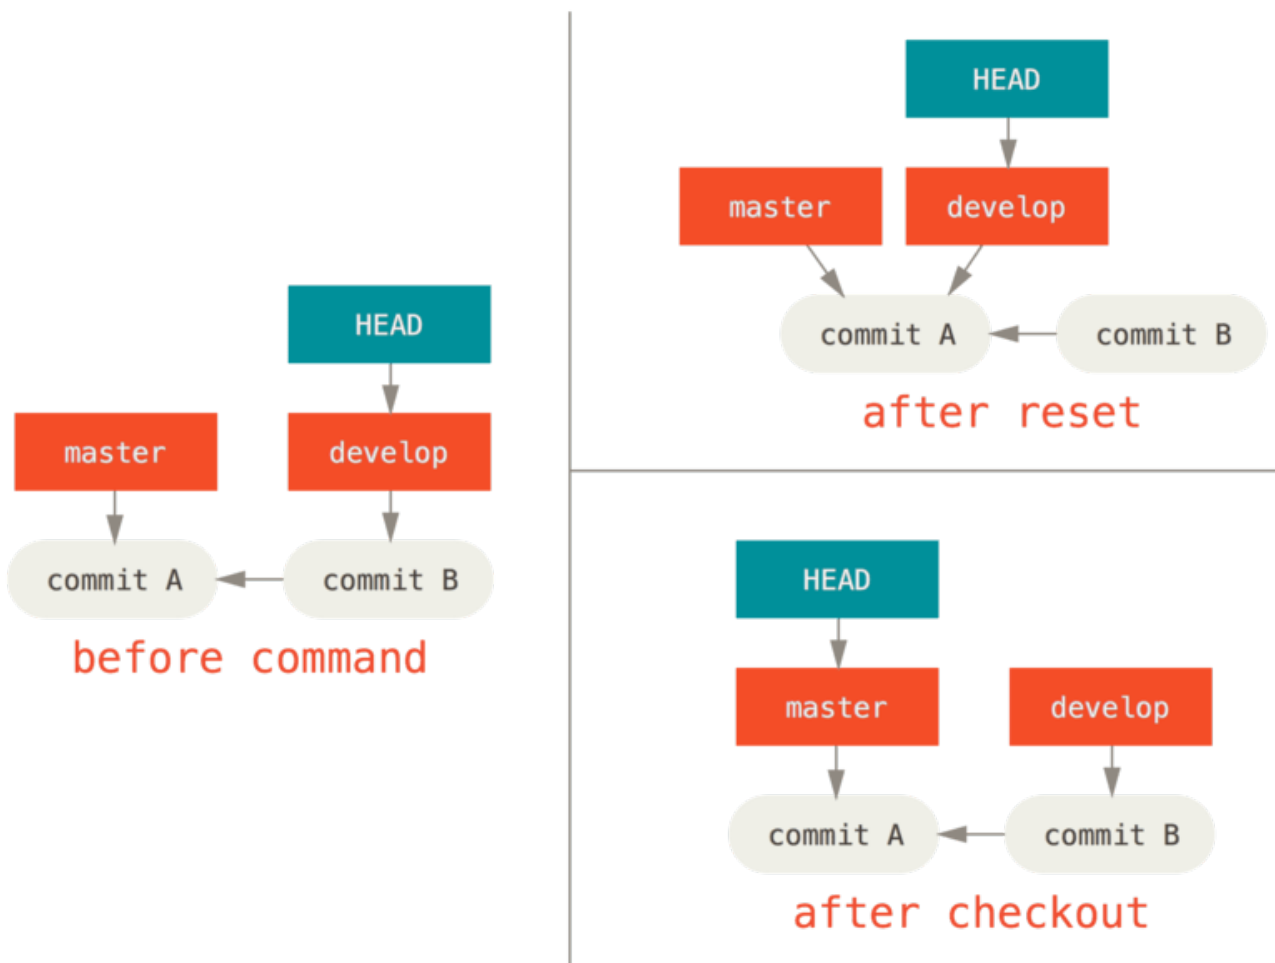 HEAD
master
develop
commit A
commit B
before command
HEAD
master
develop
commit A
commit B
after reset
HEAD
master
develop
commit A
commit B
after checkout